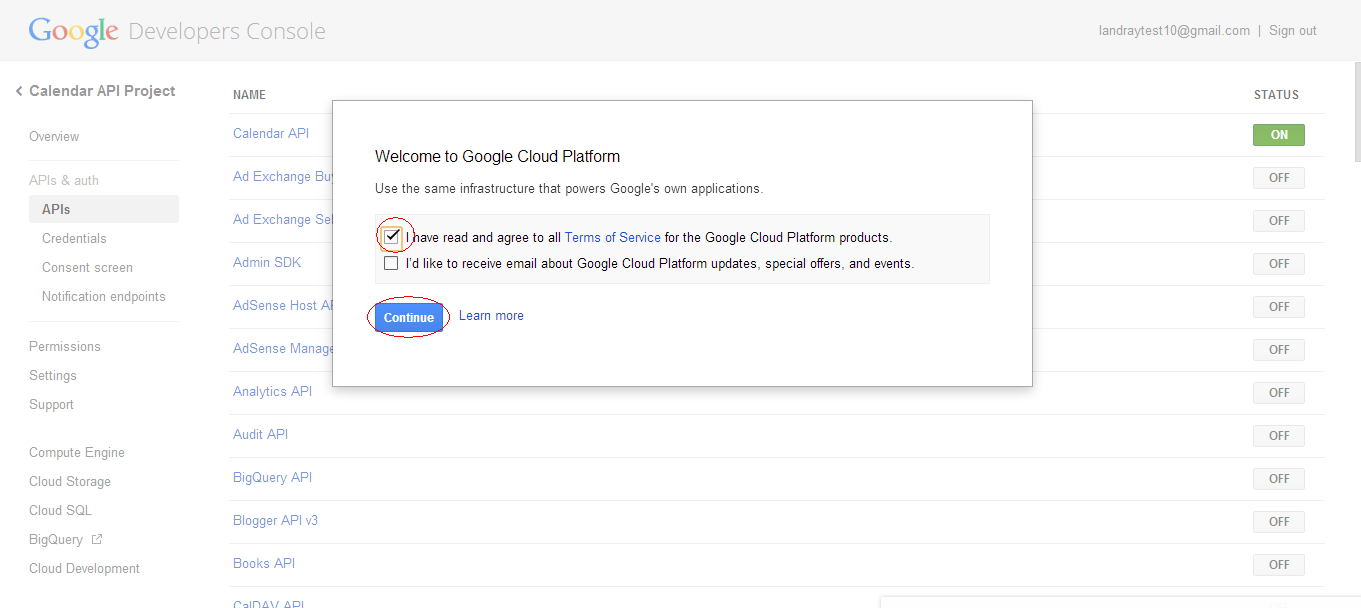 Google Developers Console
landraytest10@gmail.com | Sign out
Calendar API Project
Overview
APIs & auth
APIs
Credentials
Consent screen
Notification endpoints
Permissions
Settings
Support
Compute Engine
Cloud Storage
Cloud SQL
BigQuery
Cloud Development
NAME STATUS
Calendar API ON
Ad Exchange Buy OFF
Ad Exchange Sel OFF
Admin SDK OFF
AdSense Host AP OFF
AdSense Manage OFF
Analytics API OFF
Audit API OFF
BigQuery API OFF
Blogger API v3 OFF
Books API OFF
CalDAV API
Welcome to Google Cloud Platform
Use the same infrastructure that powers Google's own applications.
I have read and agree to all Terms of Service for the Google Cloud Platform products.
I'd like to receive email about Google Cloud Platform updates, special offers, and events.
Continue Learn more